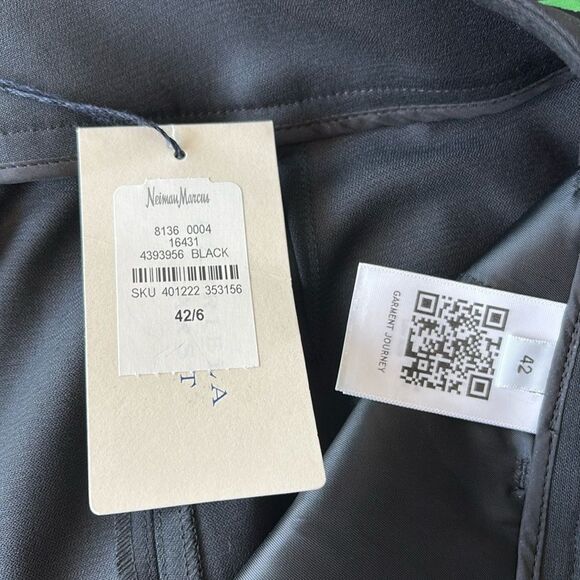 Neiman Marcus
8136 0004
16431
4393956 BLACK
SKU 401222 353156
42/6
GARMENT JOURNEY
42